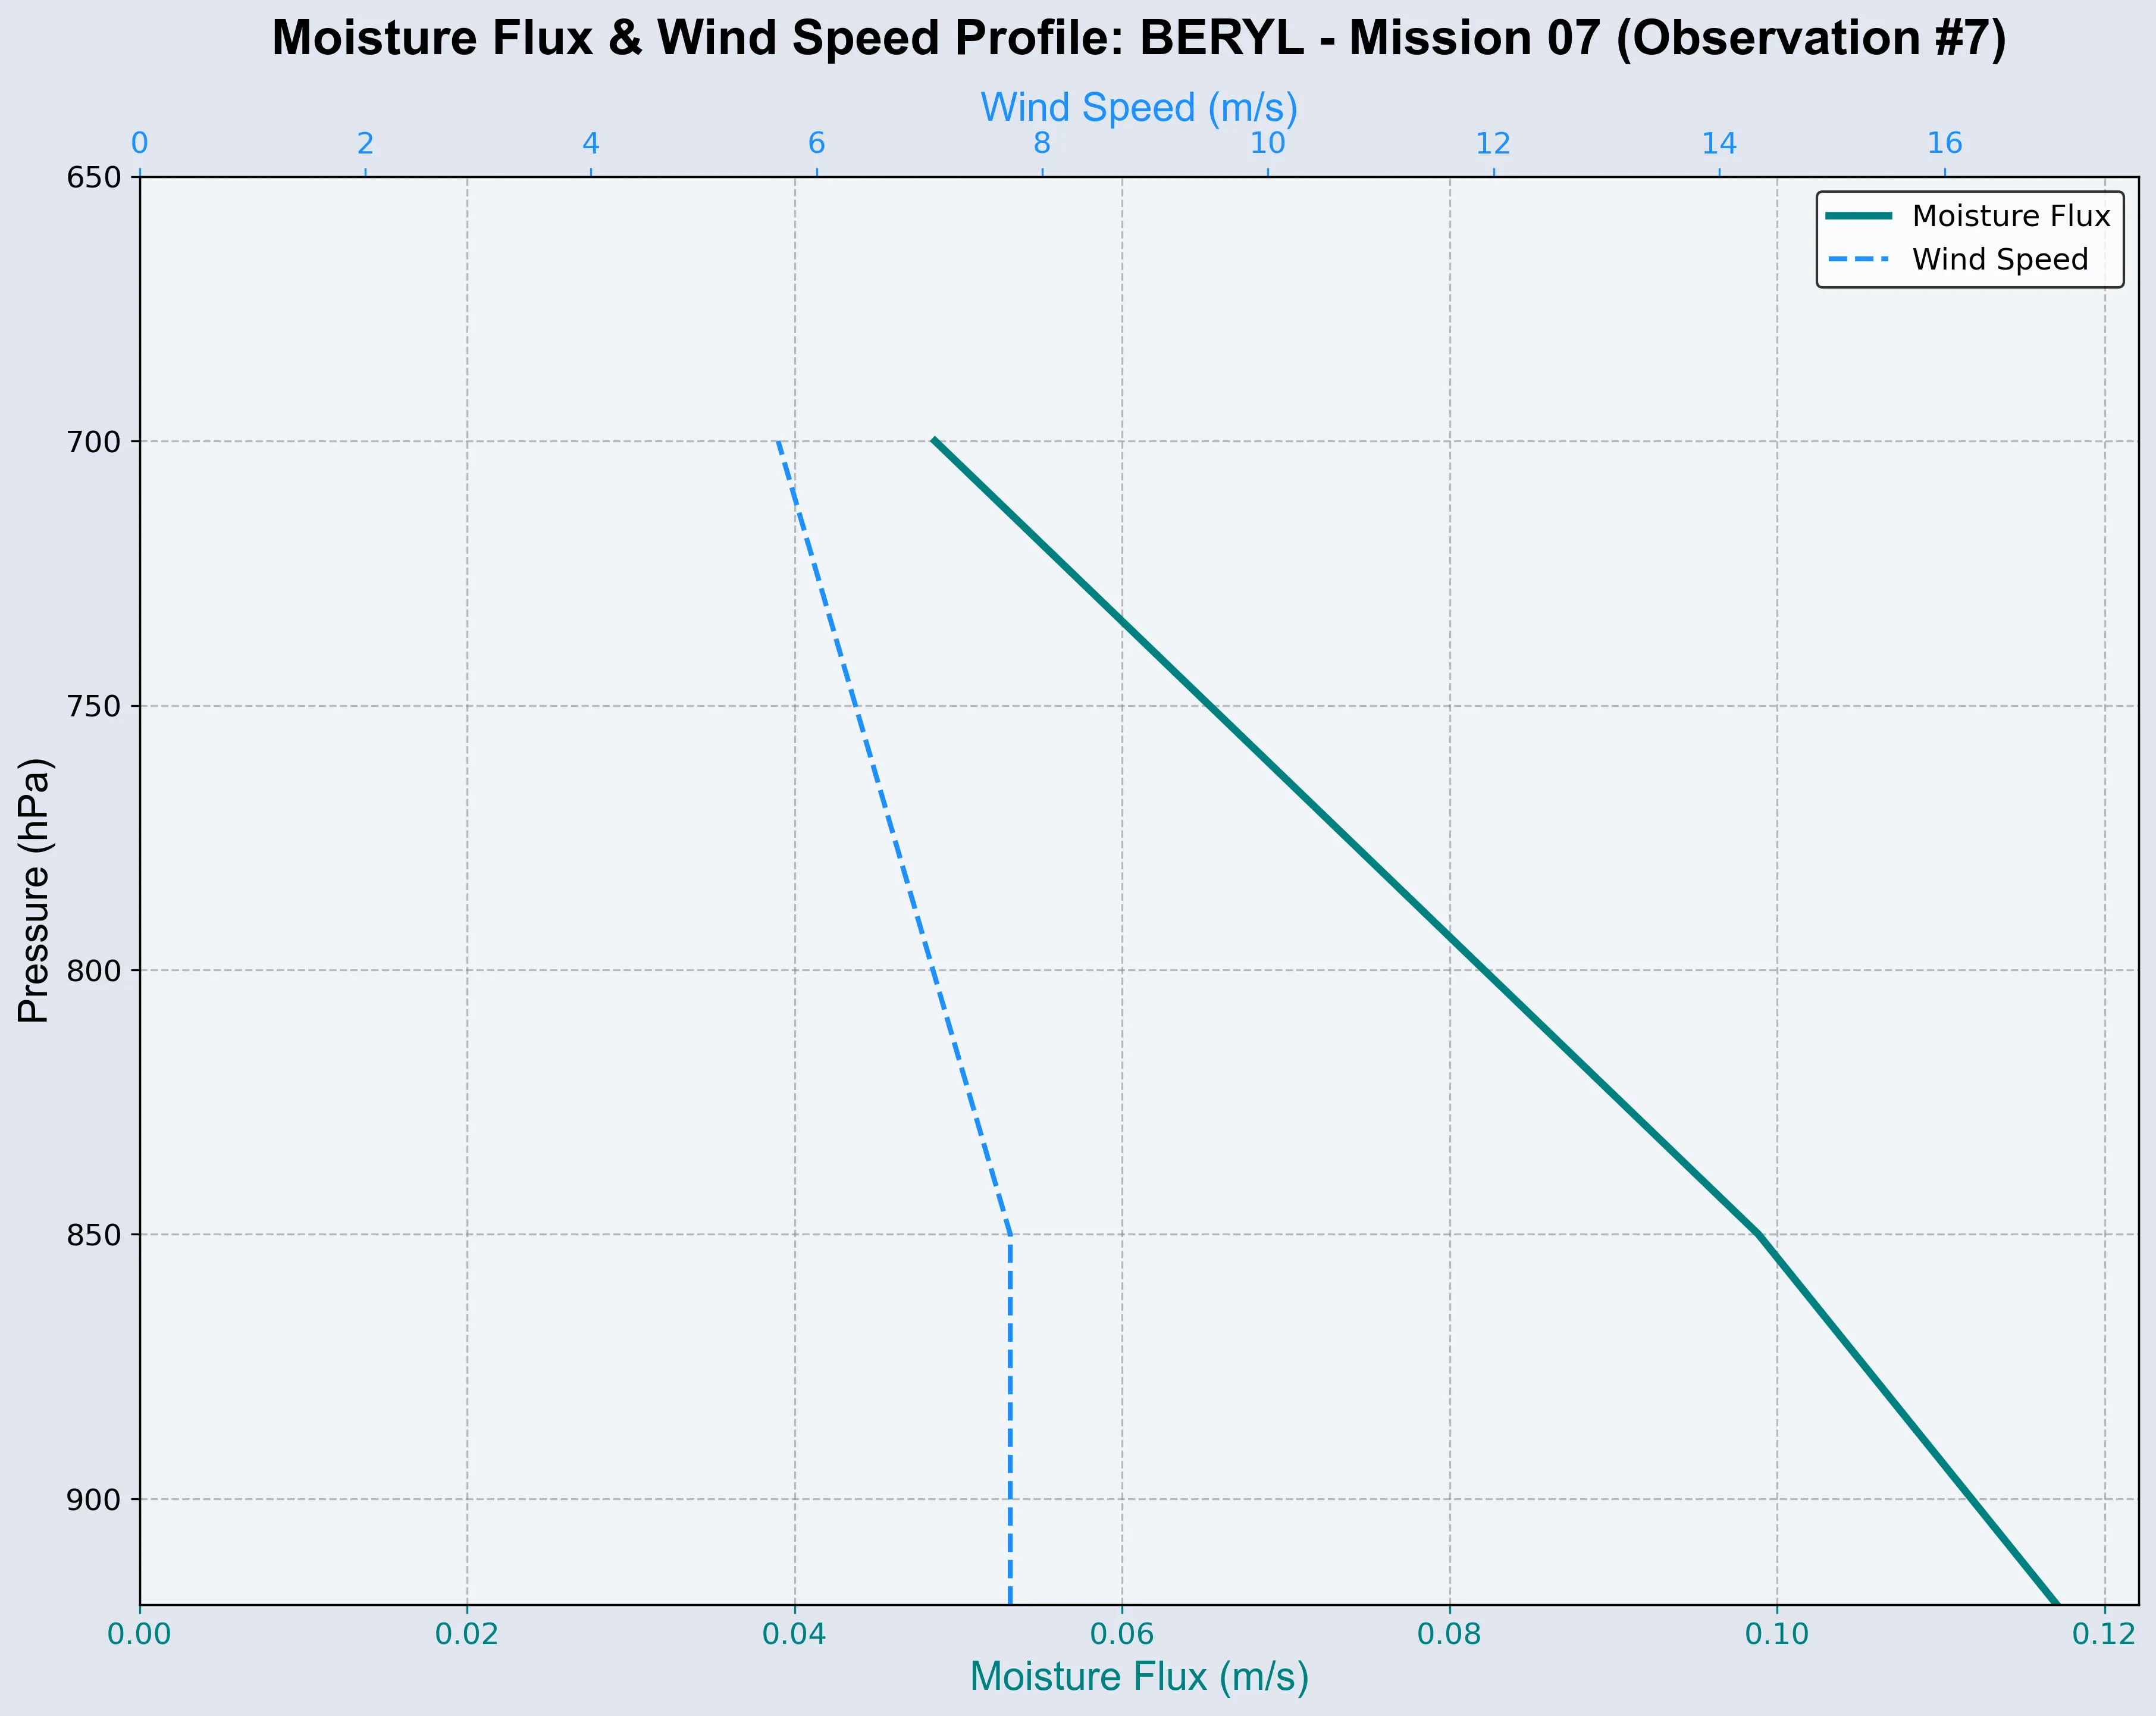 Moisture Flux & Wind Speed Profile: BERYL - Mission 07 (Observation #7)
Wind Speed (m/s)
0 2 4 6 8 10 12 14 16
Moisture Flux
Wind Speed
650
700
750
800
850
900
Pressure (hPa)
0.00 0.02 0.04 0.06 0.08 0.10 0.12
Moisture Flux (m/s)